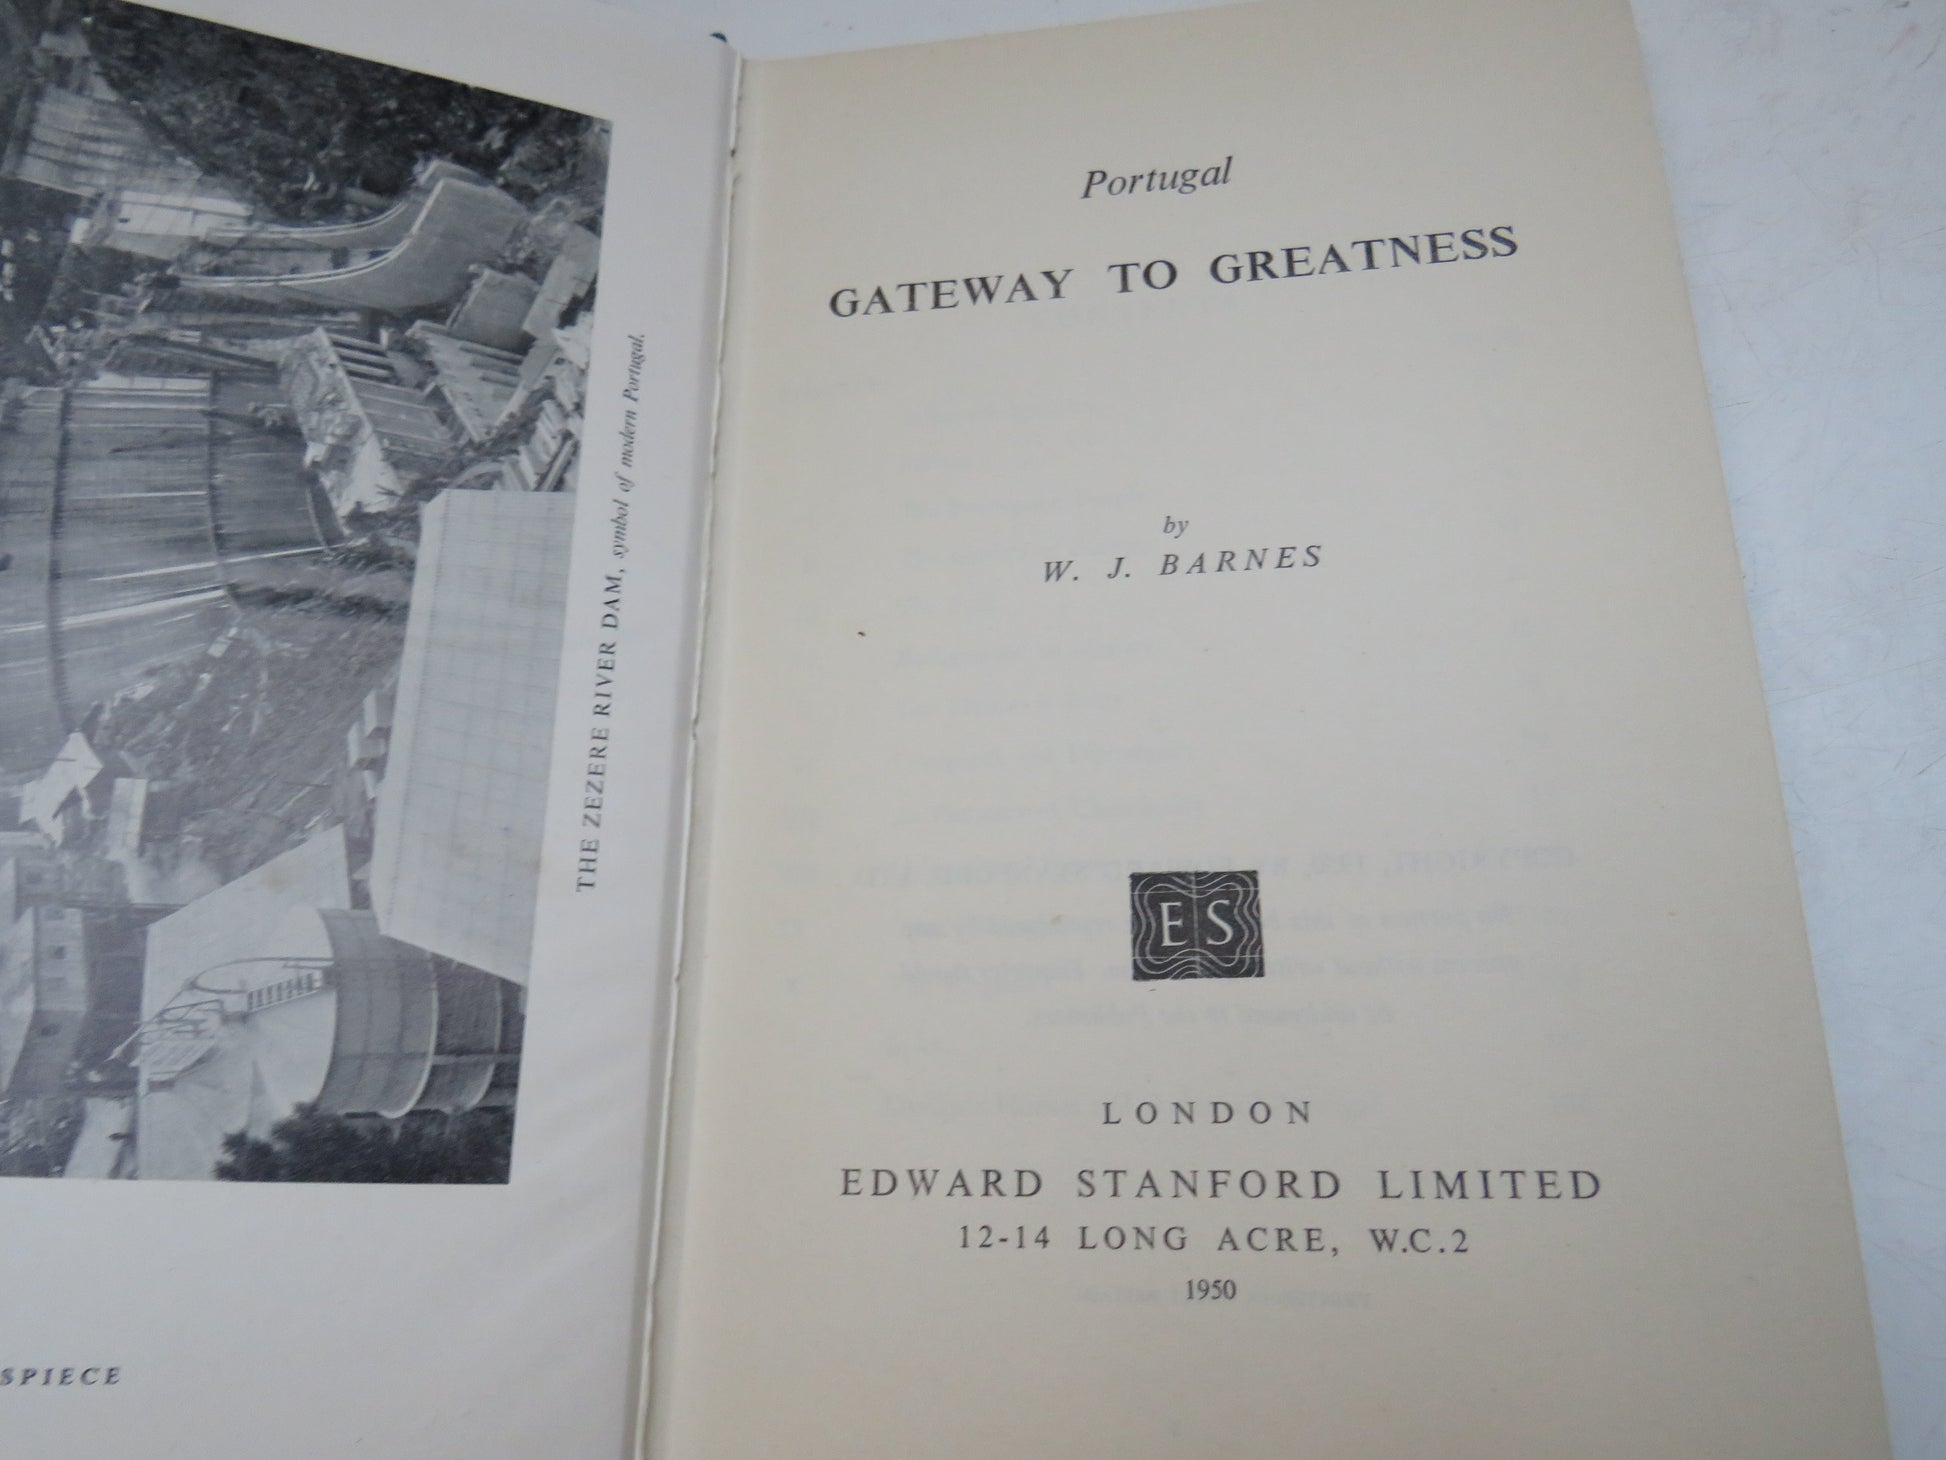 THE ZEZERE RIVER DAM, symbol of modern Portugal.
SPIECE
Portugal
GATEWAY TO GREATNESS
by
W. J. BARNES
ES
LONDON
EDWARD STANFORD LIMITED
12-14 LONG ACRE, W.C.2
1950